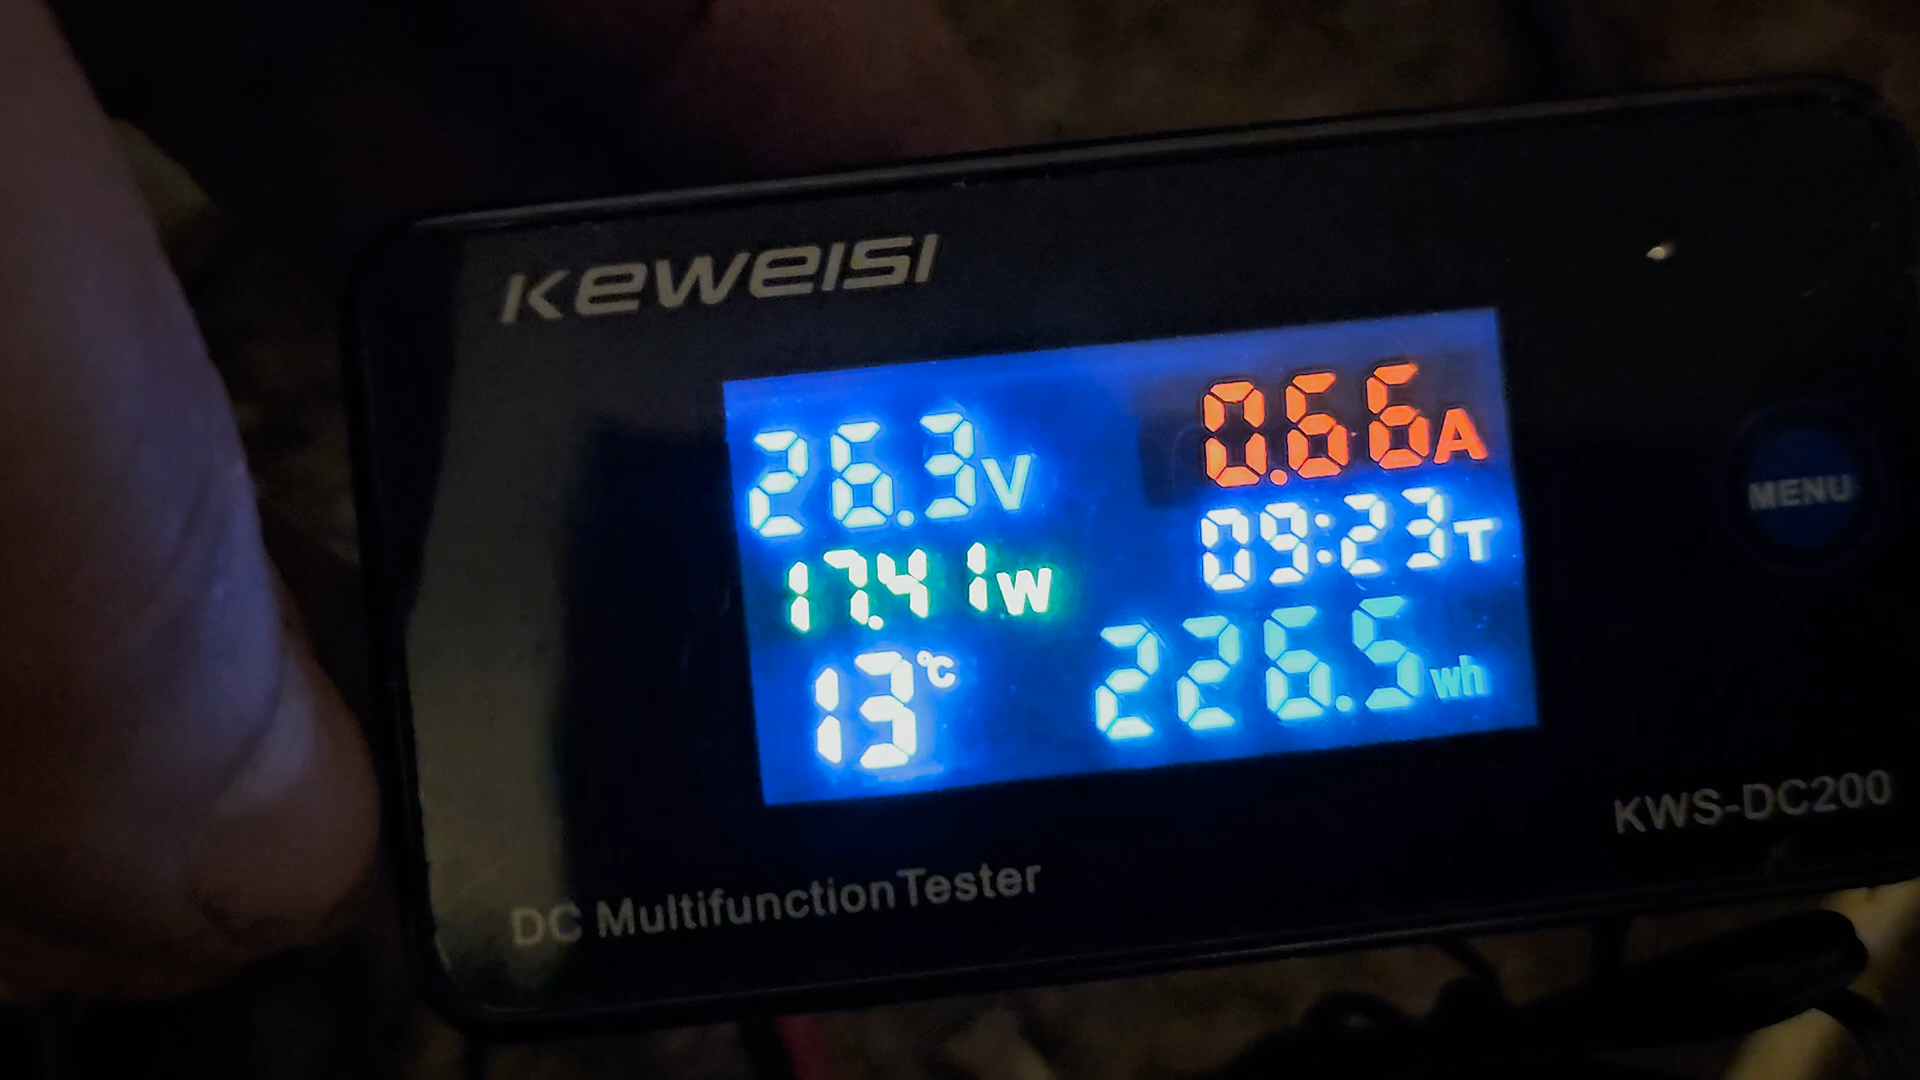 KEWEISI
26.3V 0.66A
17.41W 09:23T
13°C 226.5wh
MENU
KWS-DC200
DC Multifunction Tester